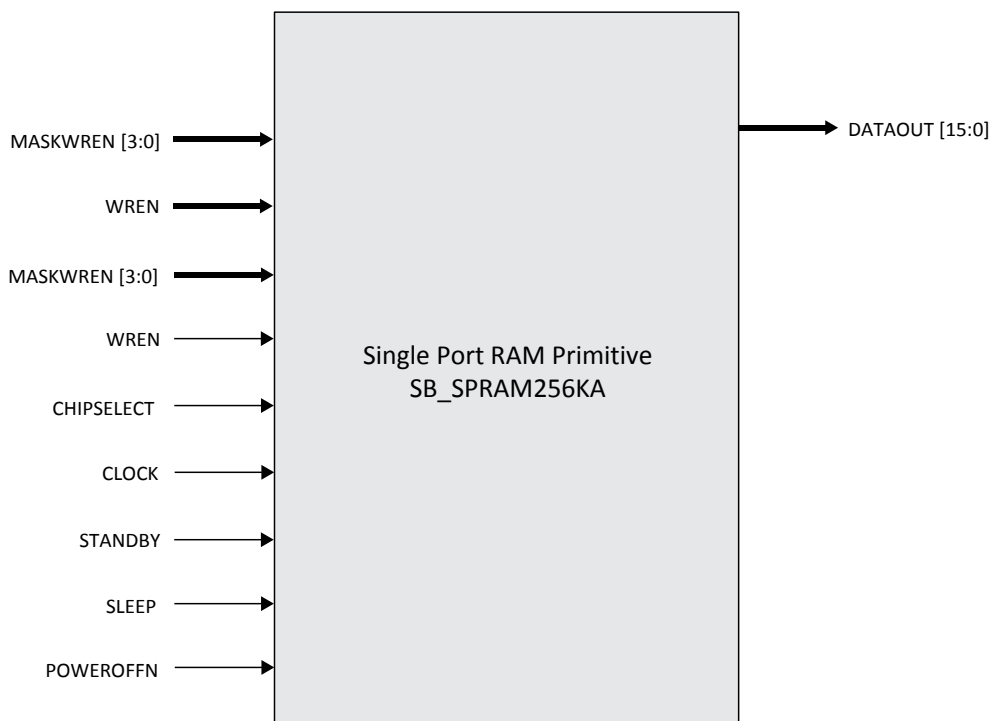 MASKWREN [3:0]
WREN
MASKWREN [3:0]
WREN
CHIPSELECT
CLOCK
STANDBY
SLEEP
POWEROFFN
Single Port RAM Primitive
SB_SPRAM256KA
DATAOUT [15:0]